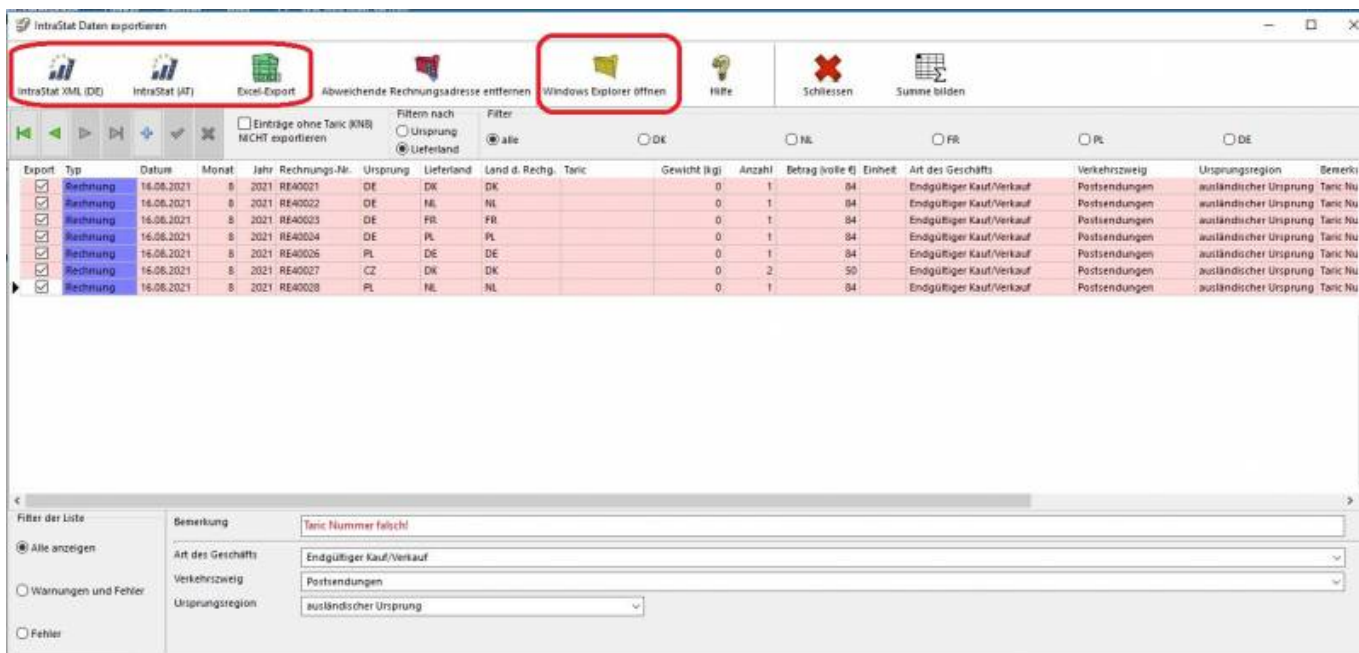 IntraStat Daten exportieren
IntraStat XML (DE) IntraStat (AT) Excel-Export Abweichende Rechnungsadresse entfernen Windows Explorer öffnen Hilfe Schliessen Summe bilden
Einträge ohne Taric (KN8) NICHT exportieren
Filtern nach
Ursprung
Lieferland
Filter
alle DK NL FR PL DE
Export Typ Datum Monat Jahr Rechnungs-Nr. Ursprung Lieferland Land d. Rechg. Taric Gewicht (kg) Anzahl Betrag (volle €) Einheit Art des Geschäfts Verkehrszweig Ursprungsregion Bemerk
Rechnung 16.08.2021 8 2021 RE40021 DE DK DK 0 1 84 Endgültiger Kauf/Verkauf Postsendungen ausländischer Ursprung Taric Nu
Rechnung 16.08.2021 8 2021 RE40022 DE NL NL 0 1 84 Endgültiger Kauf/Verkauf Postsendungen ausländischer Ursprung Taric Nu
Rechnung 16.08.2021 8 2021 RE40023 DE FR FR 0 1 84 Endgültiger Kauf/Verkauf Postsendungen ausländischer Ursprung Taric Nu
Rechnung 16.08.2021 8 2021 RE40024 DE PL PL 0 1 84 Endgültiger Kauf/Verkauf Postsendungen ausländischer Ursprung Taric Nu
Rechnung 16.08.2021 8 2021 RE40026 PL DE DE 0 1 84 Endgültiger Kauf/Verkauf Postsendungen ausländischer Ursprung Taric Nu
Rechnung 16.08.2021 8 2021 RE40027 CZ DK DK 0 2 50 Endgültiger Kauf/Verkauf Postsendungen ausländischer Ursprung Taric Nu
Rechnung 16.08.2021 8 2021 RE40028 PL NL NL 0 1 84 Endgültiger Kauf/Verkauf Postsendungen ausländischer Ursprung Taric Nu
Filter der Liste
Alle anzeigen
Warnungen und Fehler
Fehler
Bemerkung Taric Nummer falsch!
Art des Geschäfts Endgültiger Kauf/Verkauf
Verkehrszweig Postsendungen
Ursprungsregion ausländischer Ursprung